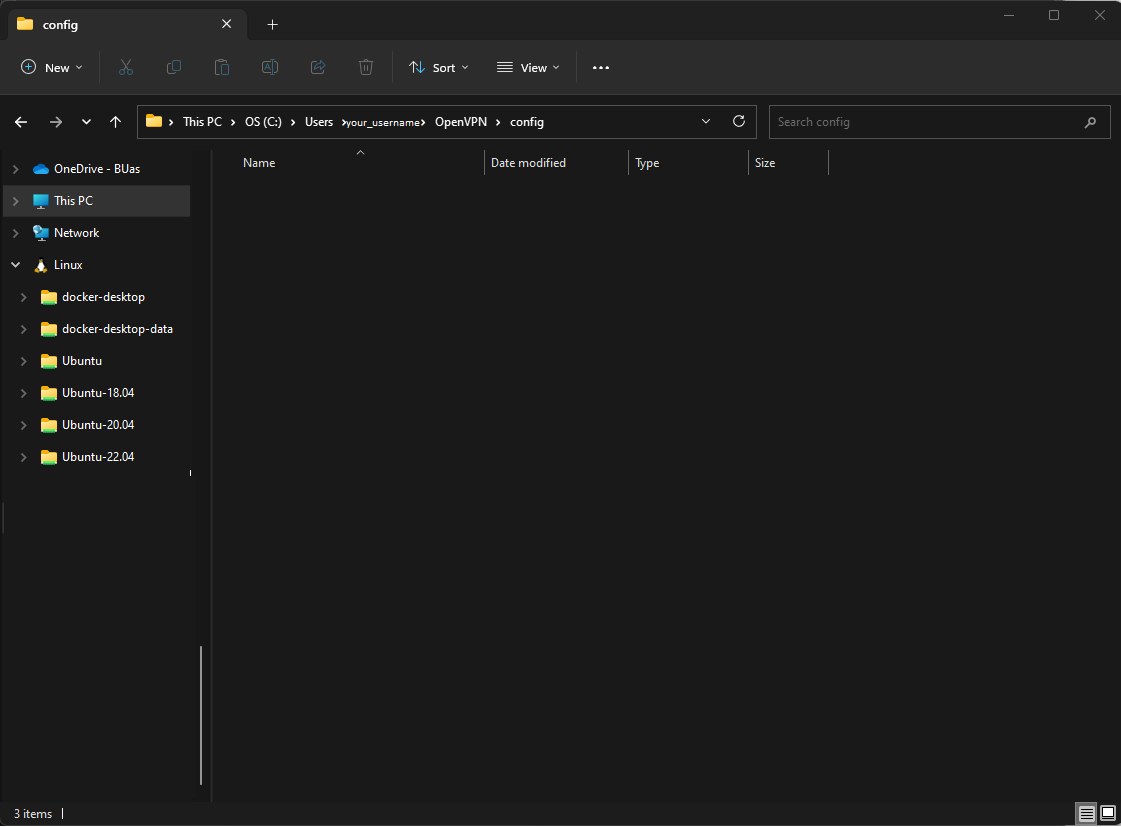 config
New Sort View
This PC OS (C:) Users your_username OpenVPN config Search config
Name Date modified Type Size
OneDrive - BUas
This PC
Network
Linux
docker-desktop
docker-desktop-data
Ubuntu
Ubuntu-18.04
Ubuntu-20.04
Ubuntu-22.04
3 items